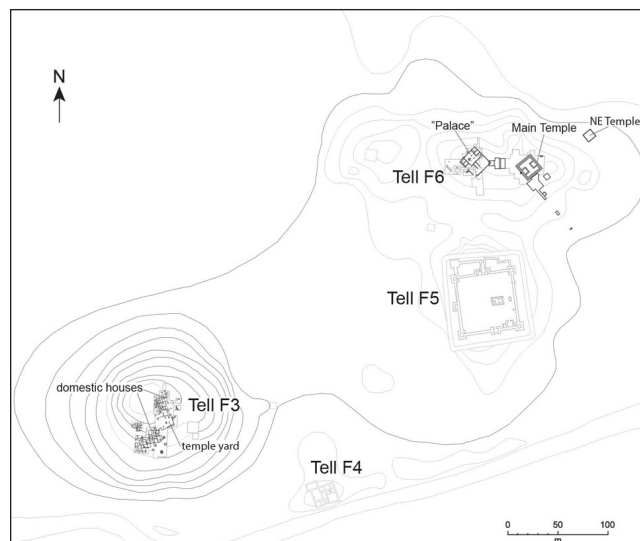 N
"Palace"
Main Temple
NE Temple
Tell F6
Tell F5
domestic houses
Tell F3
temple yard
Tell F4
0 50 100
m